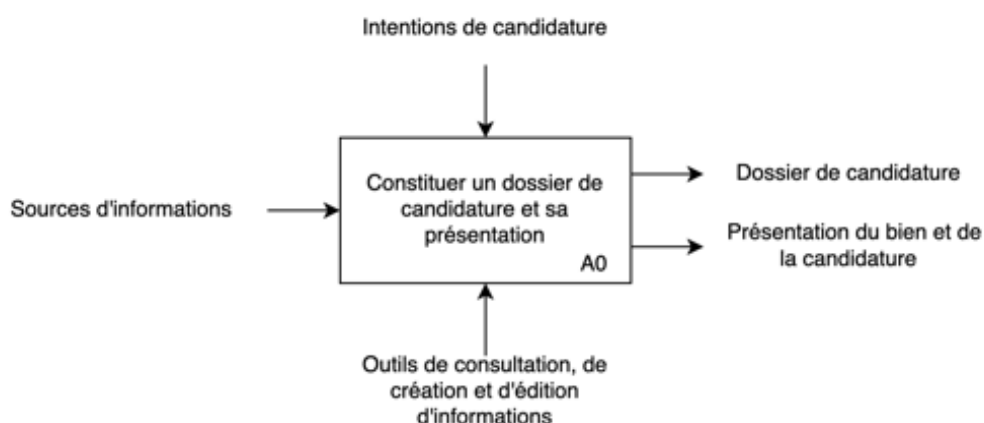 Intentions de candidature
Constituer un dossier de
candidature et sa
présentation
A0
Sources d'informations
Dossier de candidature
Présentation du bien et de
la candidature
Outils de consultation, de
création et d'édition
d'informations